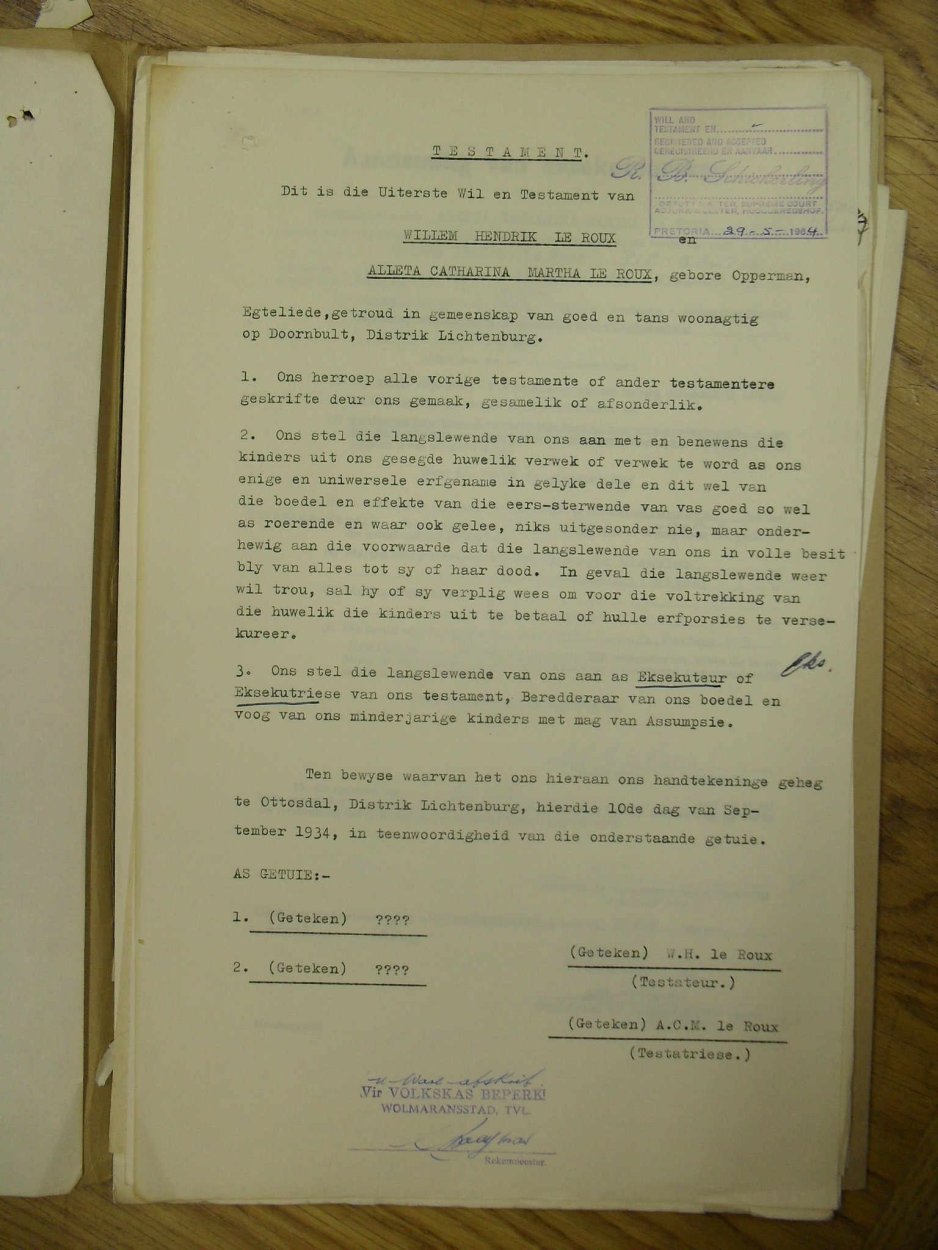 WILL AND
TESTAMENT EN
REGISTERED AND ACCEPTED
GEREGISTREERD EN AANVAAR
R. B. Schickerling
ADJUNK-MEESTER, HOOGGEREGSHOF.
PRETORIA 29-5-1964
TESTAMENT.
Dit is die Uiterste Wil en Testament van
WILLEM HENDRIK LE ROUX
en
ALLETA CATHARINA MARTHA LE ROUX, gebore Opperman,
Egteliede,getroud in gemeenskap van goed en tans woonagtig
op Doornbult, Distrik Lichtenburg.
1. Ons herroep alle vorige testamente of ander testamentere
geskrifte deur ons gemaak, gesamelik of afsonderlik.
2. Ons stel die langslewende van ons aan met en benewens die
kinders uit ons gesegde huwelik verwek of verwek te word as ons
enige en uniwersele erfgename in gelyke dele en dit wel van
die boedel en effekte van die eers-sterwende van vas goed so wel
as roerende en waar ook gelee, niks uitgesonder nie, maar onder-
hewig aan die voorwaarde dat die langslewende van ons in volle besit
bly van alles tot sy of haar dood. In geval die langslewende weer
wil trou, sal hy of sy verplig wees om voor die voltrekking van
die huwelik die kinders uit te betaal of hulle erfporsies te verse-
kureer.
3. Ons stel die langslewende van ons aan as Eksekuteur of
Eksekutriese van ons testament, Beredderaar van ons boedel en
voog van ons minderjarige kinders met mag van Assumpsie.
Ten bewyse waarvan het ons hieraan ons handtekeninge geheg
te Ottosdal, Distrik Lichtenburg, hierdie 10de dag van Sep-
tember 1934, in teenwoordigheid van die onderstaande getuie.
AS GETUIE:-
1. (Geteken) ????
2. (Geteken) ????
(Geteken) W.H. le Roux
(Testateur.)
(Geteken) A.C.M. le Roux
(Testatriese.)
'n Ware afskrif.
Vir VOLKSKAS BEPERK
WOLMARANSSTAD, TVL.
Rekenmeester.